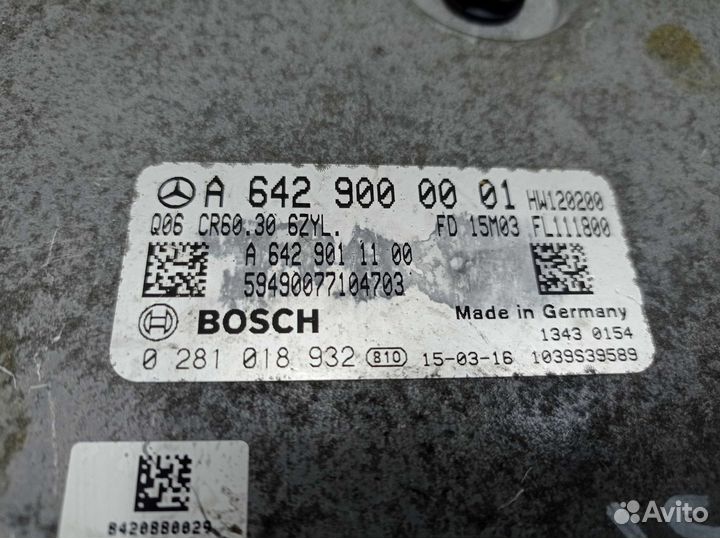 A 642 900 00 01 HW120200
Q06 CR60.30 6ZYL. FD 15M03 FL111800
A 642 901 11 00
59490077104703
BOSCH Made in Germany
1343 0154
0 281 018 932 810 15-03-16 1039S39589
8420880029
Avito